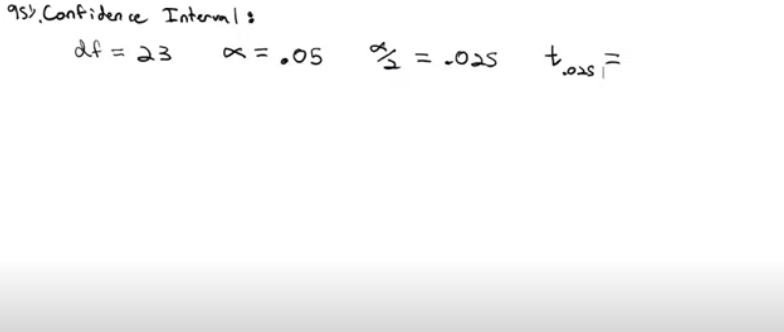 95% Confidence Interval:
df = 23 α = .05 α/2 = .025 t.025 =